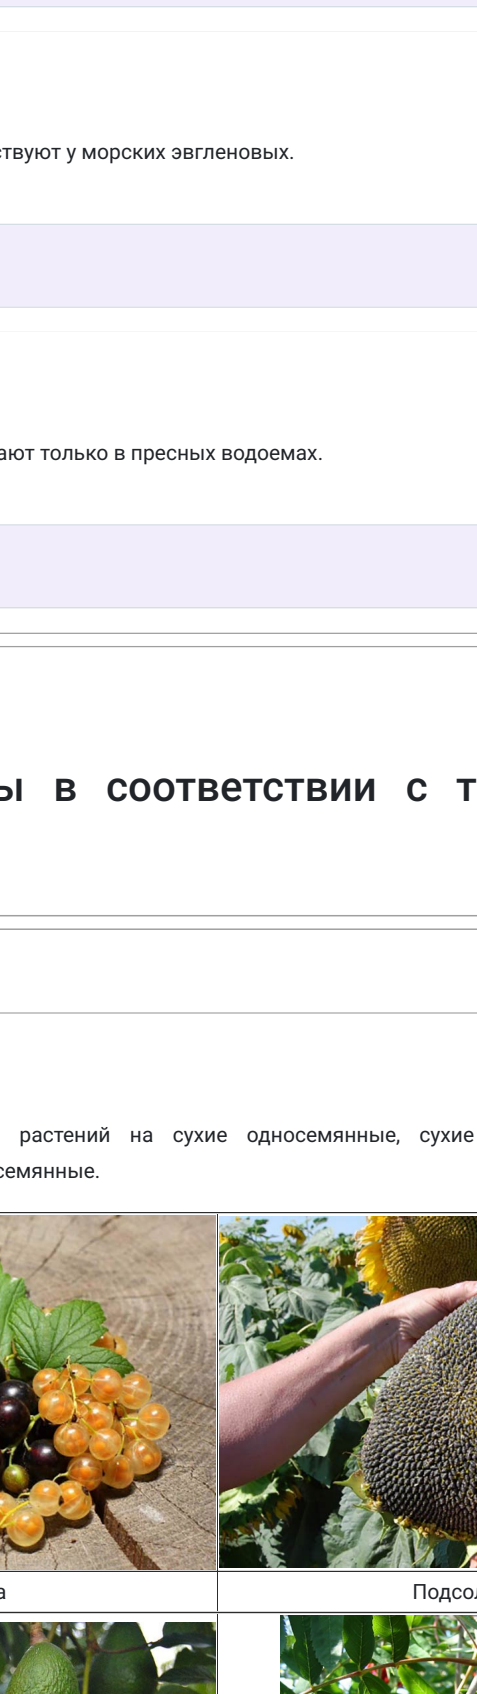 ствуют у морских эвгленовых.
ают только в пресных водоемах.
ы в соответствии с т
растений на сухие односемянные, сухие
семянные.
а
Подсол